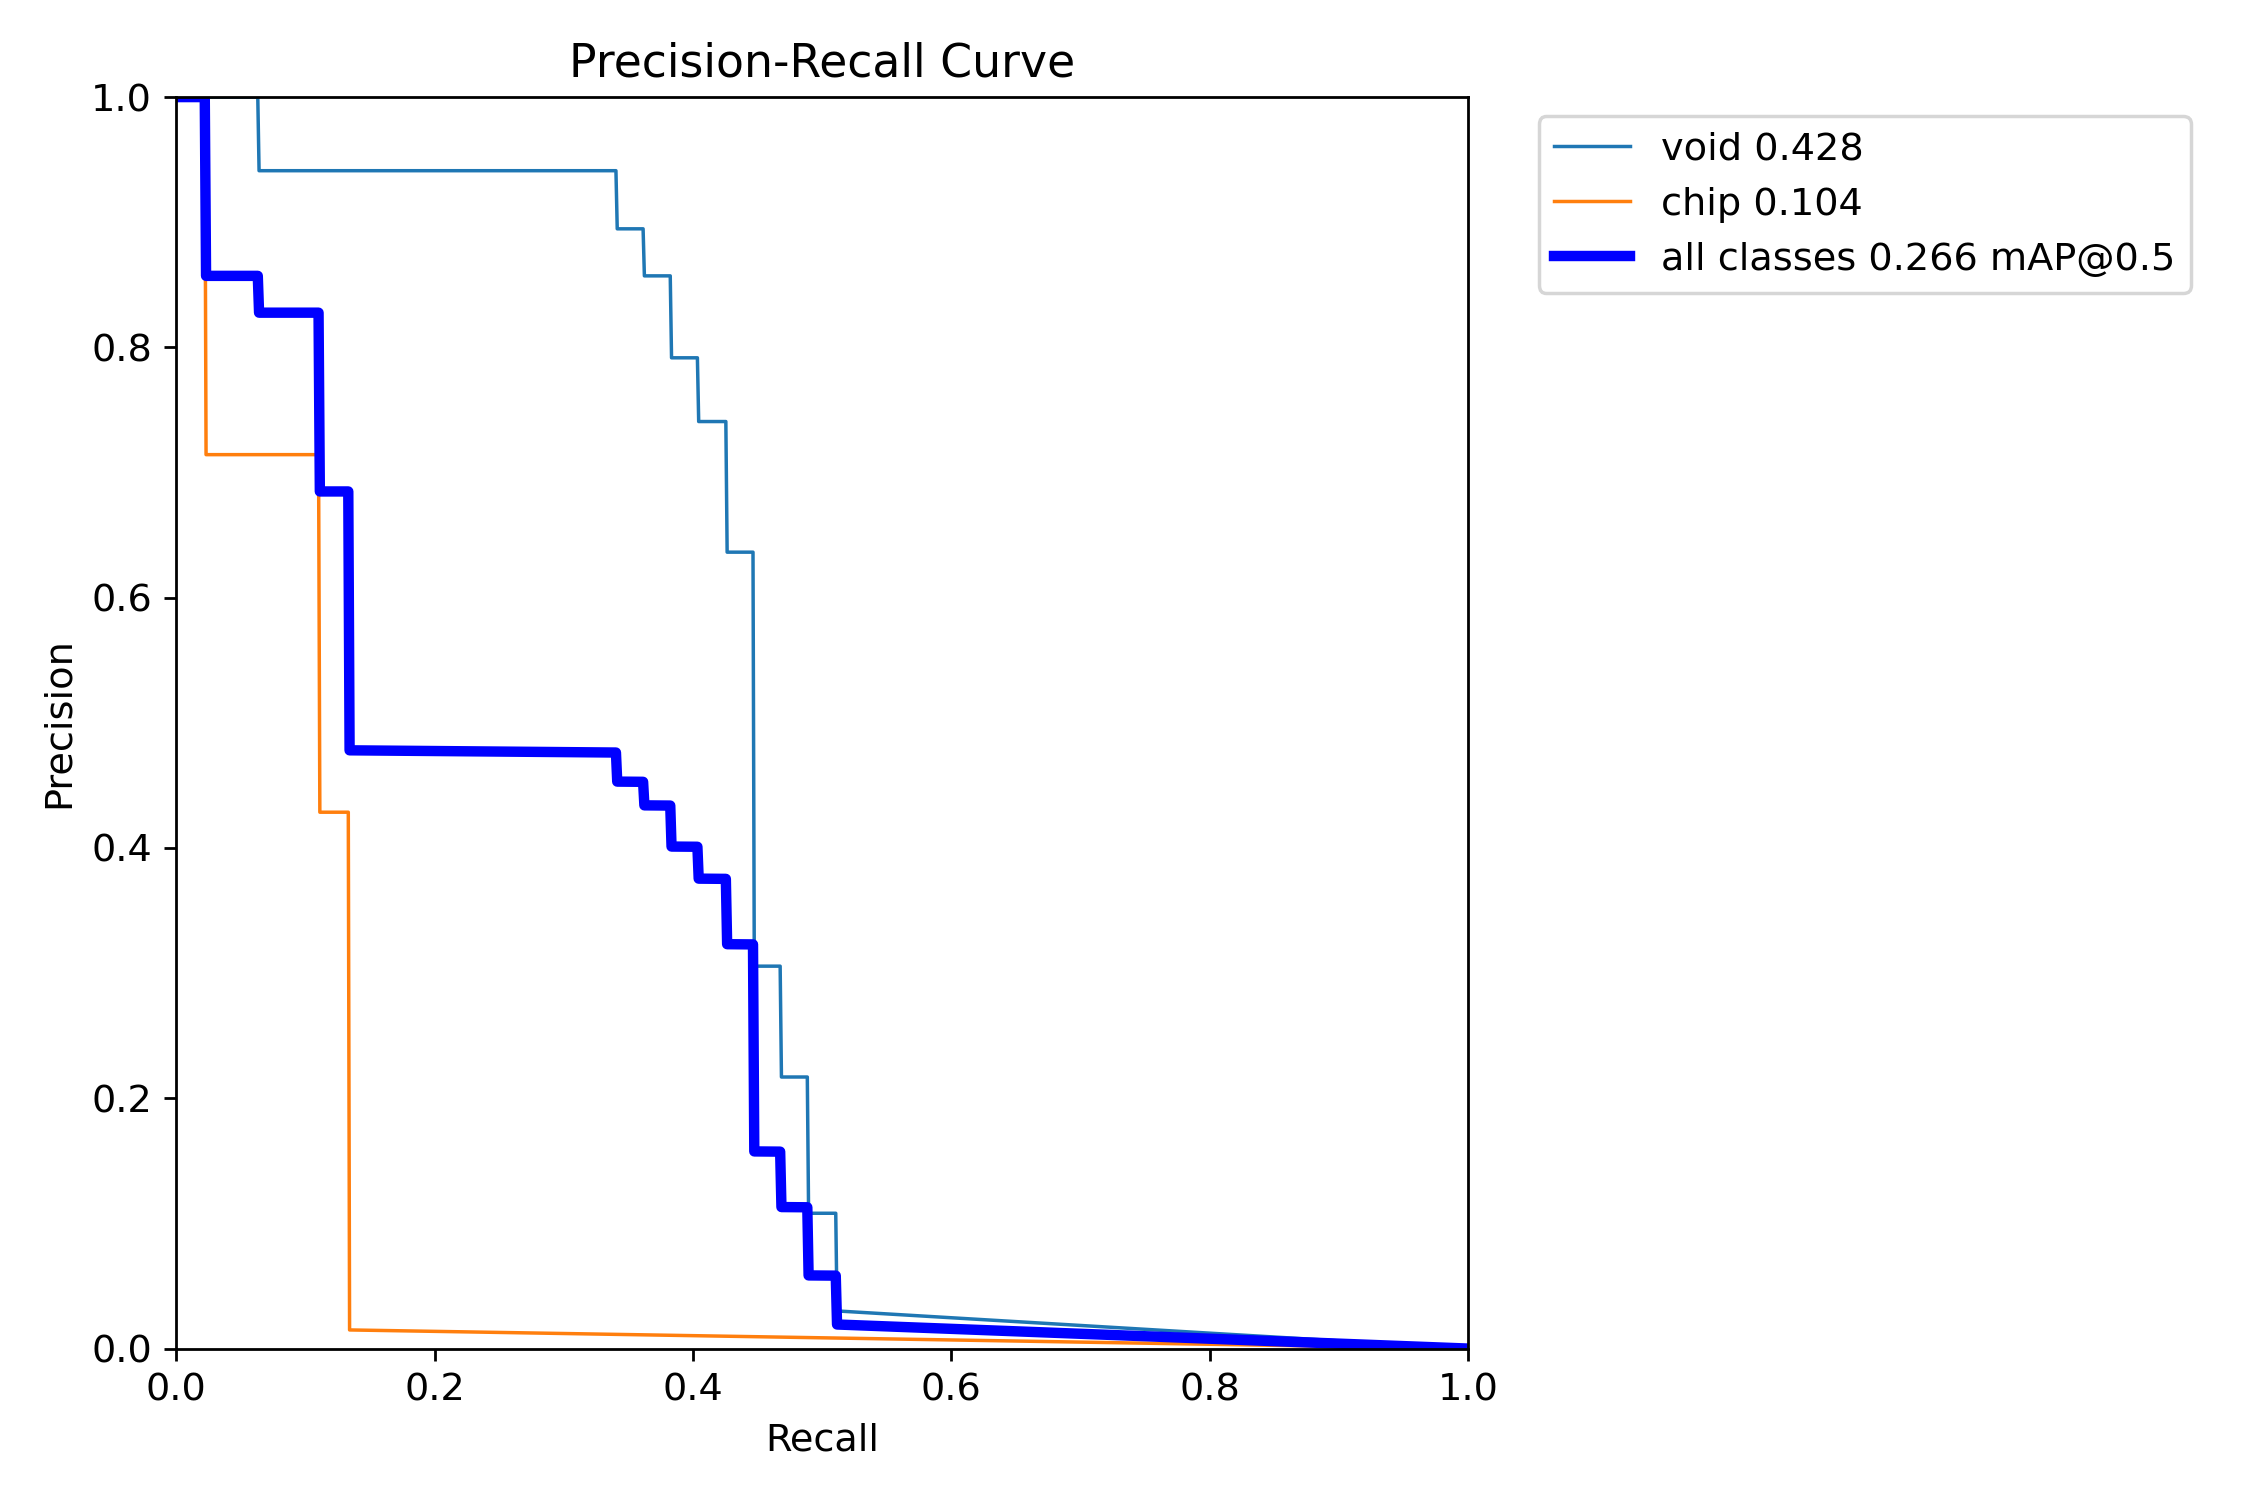 Precision-Recall Curve
void 0.428
chip 0.104
all classes 0.266 mAP@0.5
Precision
1.0
0.8
0.6
0.4
0.2
0.0
0.0 0.2 0.4 0.6 0.8 1.0
Recall